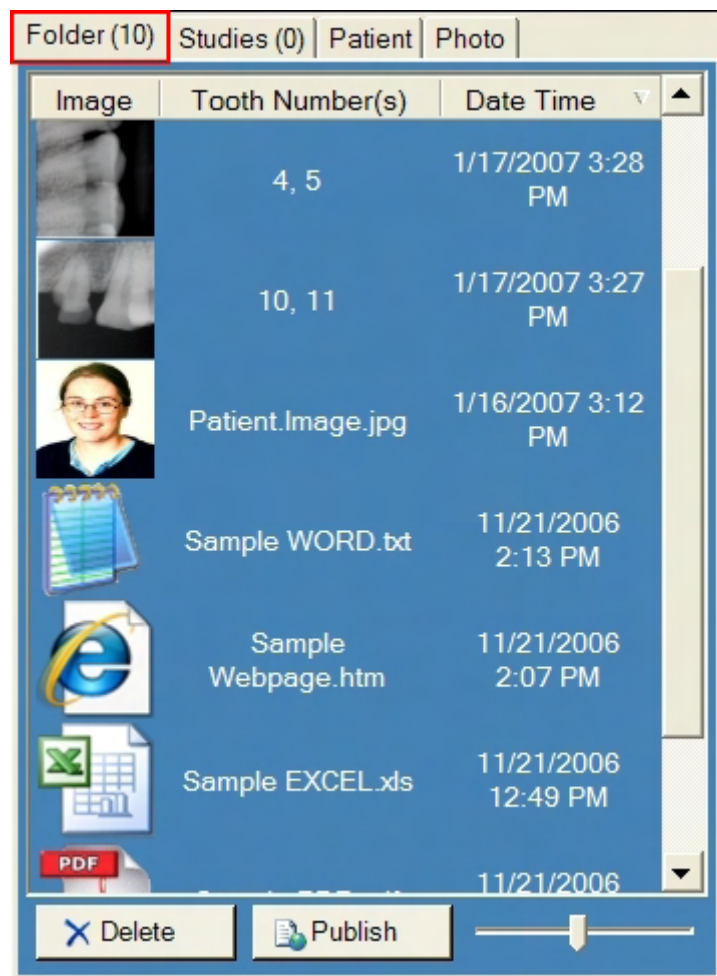 Folder (10) Studies (0) Patient Photo
Image Tooth Number(s) Date Time
4, 5 1/17/2007 3:28
PM
10, 11 1/17/2007 3:27
PM
Patient.Image.jpg 1/16/2007 3:12
PM
Sample WORD.txt 11/21/2006
2:13 PM
Sample 11/21/2006
Webpage.htm 2:07 PM
Sample EXCEL.xls 11/21/2006
12:49 PM
PDF
11/21/2006
Delete Publish